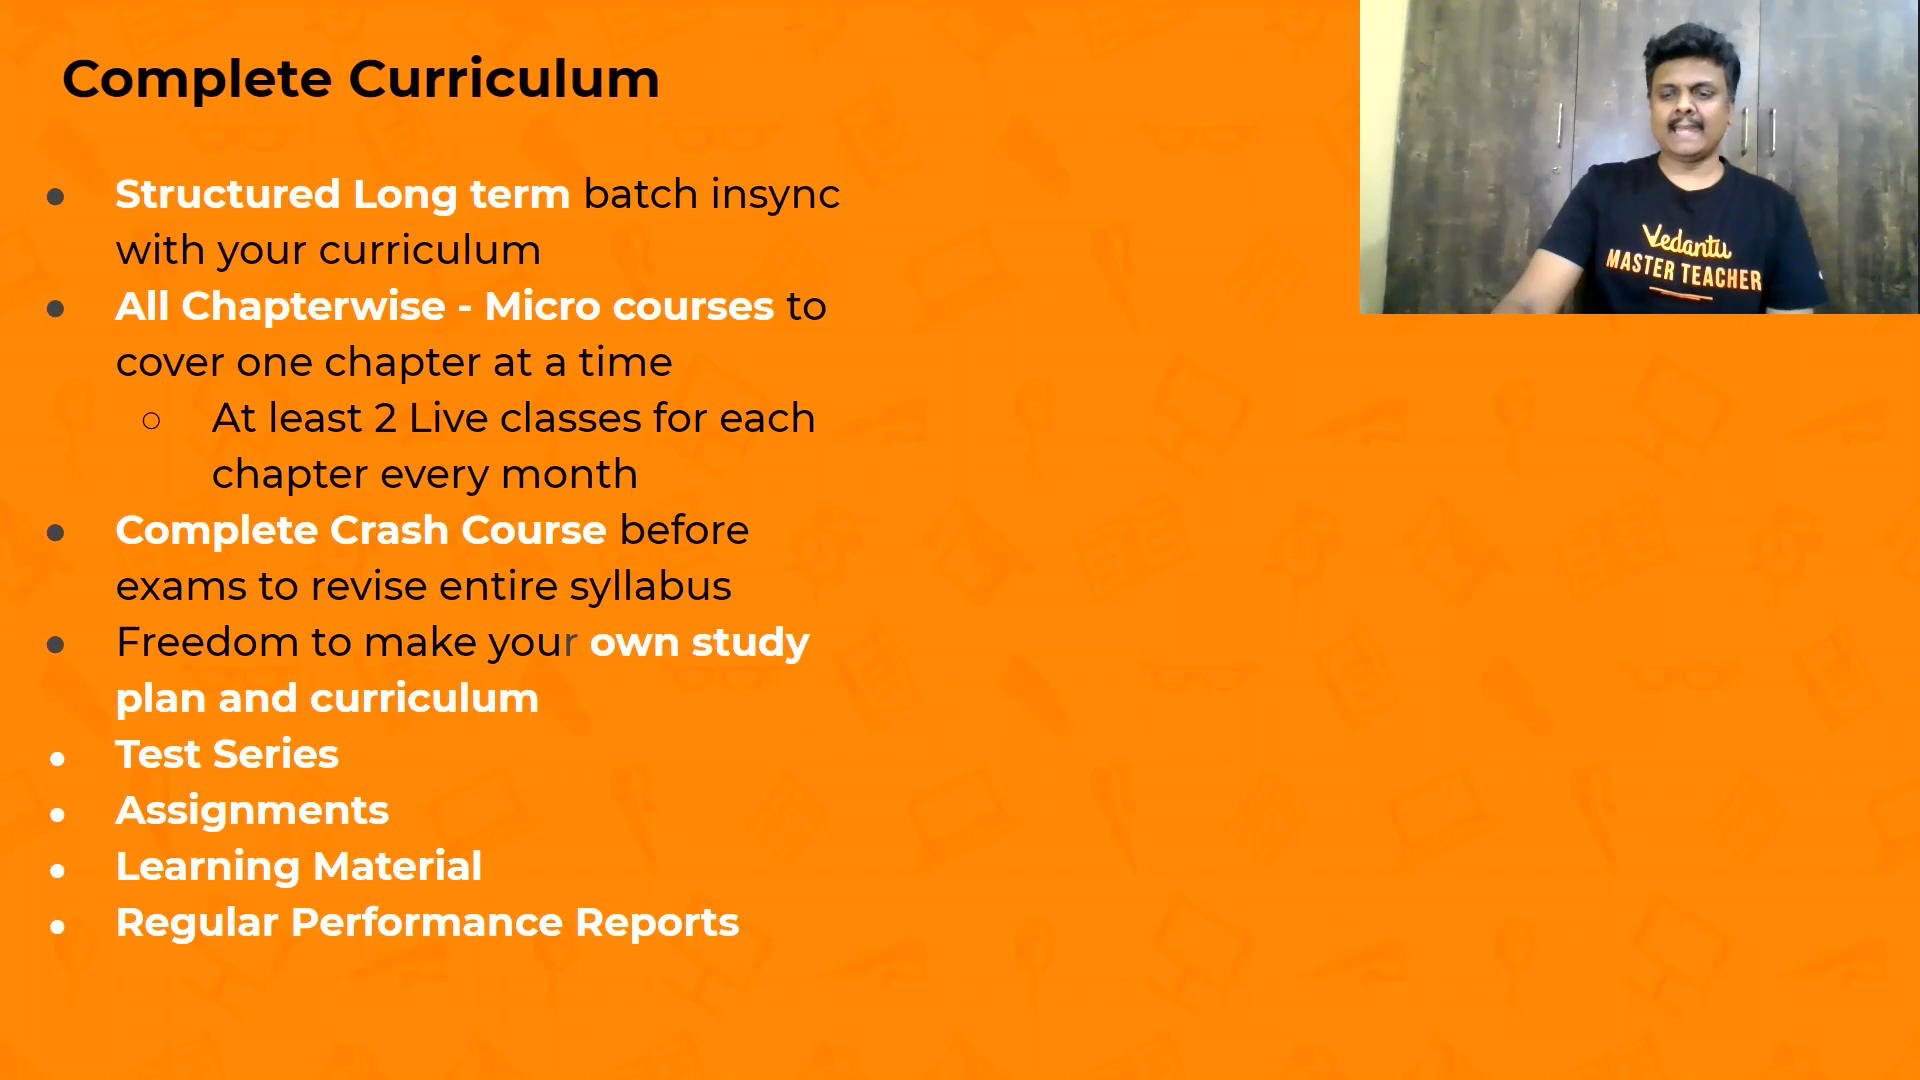 Complete Curriculum
● Structured Long term batch insync
with your curriculum
● All Chapterwise - Micro courses to
cover one chapter at a time
○ At least 2 Live classes for each
chapter every month
● Complete Crash Course before
exams to revise entire syllabus
● Freedom to make your own study
plan and curriculum
● Test Series
● Assignments
● Learning Material
● Regular Performance Reports
Vedantu
MASTER TEACHER